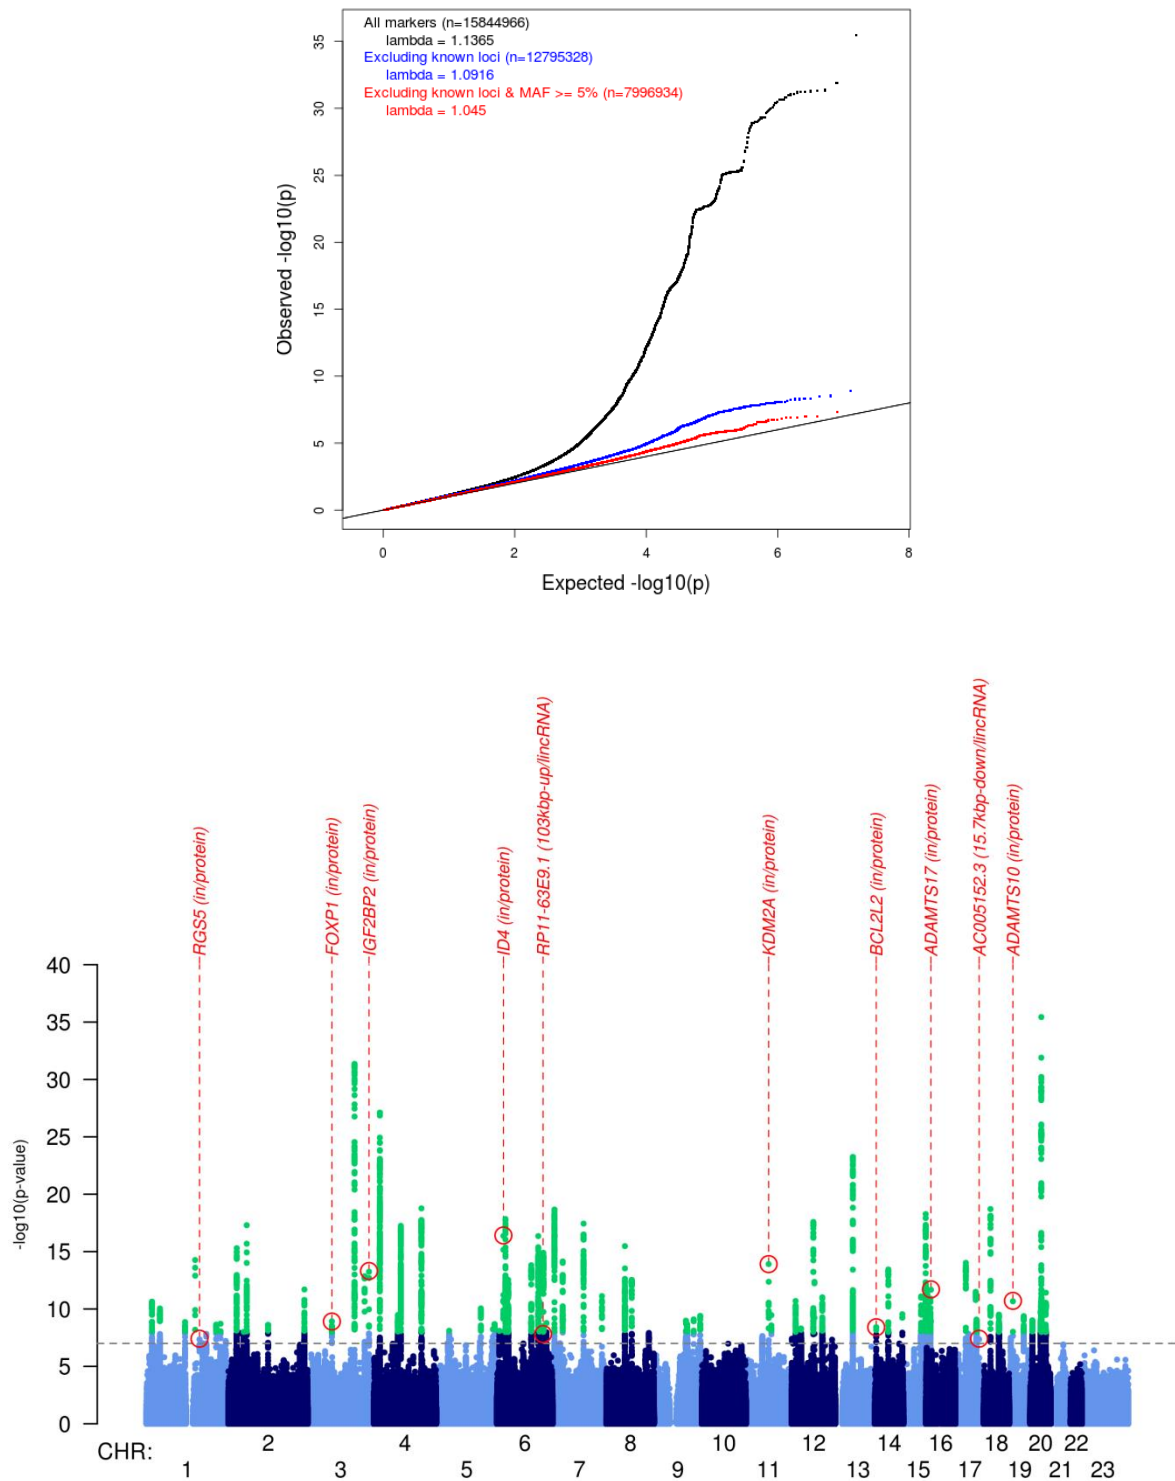 All markers (n=15844966)
lambda = 1.1365
Excluding known loci (n=12795328)
lambda = 1.0916
Excluding known loci & MAF >= 5% (n=7996934)
lambda = 1.045
35
30
25
20
15
10
5
0
Observed -log10(p)
0 2 4 6 8
Expected -log10(p)
RGS5 (in/protein)
FOXP1 (in/protein)
IGF2BP2 (in/protein)
ID4 (in/protein)
RP11-63E9.1 (103kbp-up/lincRNA)
KDM2A (in/protein)
BCL2L2 (in/protein)
ADAMTS17 (in/protein)
AC005152.3 (15.7kbp-down/lincRNA)
ADAMTS10 (in/protein)
40
35
30
25
20
15
10
5
0
-log10(p-value)
CHR:
2 4 6 8 10 12 14 16 18 20 22
1 3 5 7 9 11 13 15 17 19 21 23